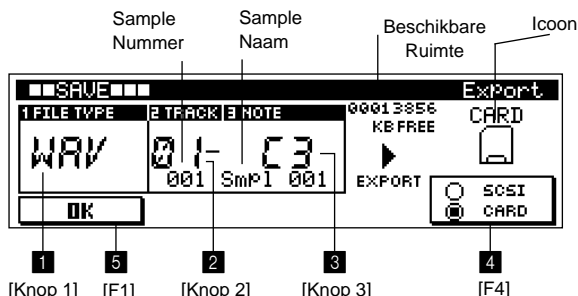 Sample Nummer
Sample Naam
Beschikbare Ruimte
Icoon
SAVE
Export
1 FILE TYPE
2 TRACK 3 NOTE
00013856 KB FREE
CARD
WAV
01- C3
001 Smpl 001
EXPORT
SCSI
CARD
OK
1 5 2 3 4
[Knop 1] [F1] [Knop 2] [Knop 3] [F4]